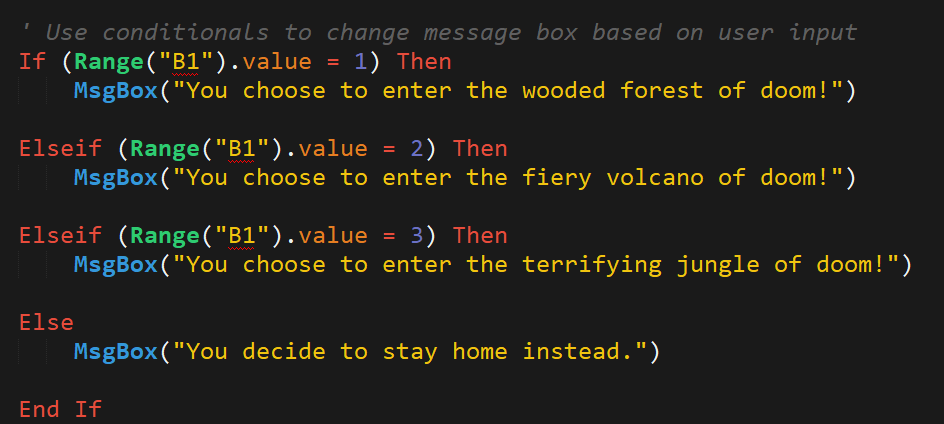 ' Use conditionals to change message box based on user input
If (Range("B1").value = 1) Then
    MsgBox("You choose to enter the wooded forest of doom!")
Elseif (Range("B1").value = 2) Then
    MsgBox("You choose to enter the fiery volcano of doom!")
Elseif (Range("B1").value = 3) Then
    MsgBox("You choose to enter the terrifying jungle of doom!")
Else
    MsgBox("You decide to stay home instead.")
End If